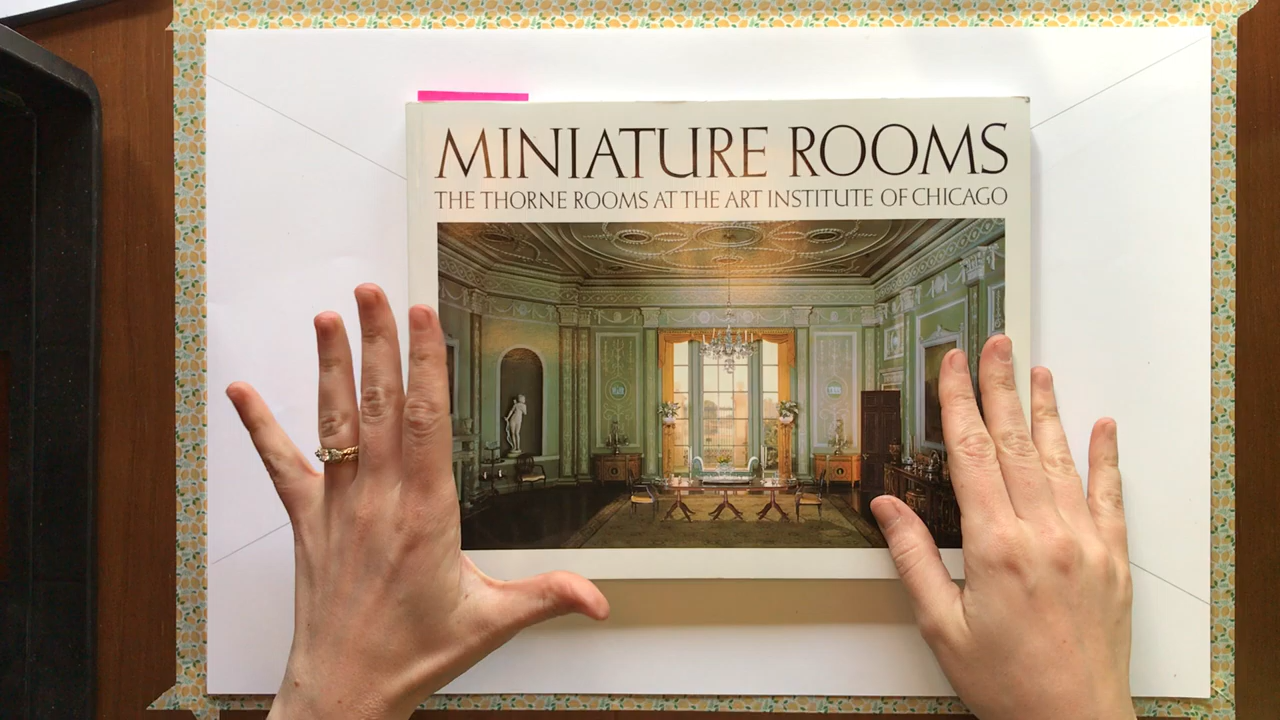 MINIATURE ROOMS
THE THORNE ROOMS AT THE ART INSTITUTE OF CHICAGO